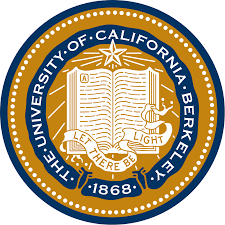 THE·UNIVERSITY·OF·CALIFORNIA·BERKELEY
A
LET THERE BE LIGHT
·1868·